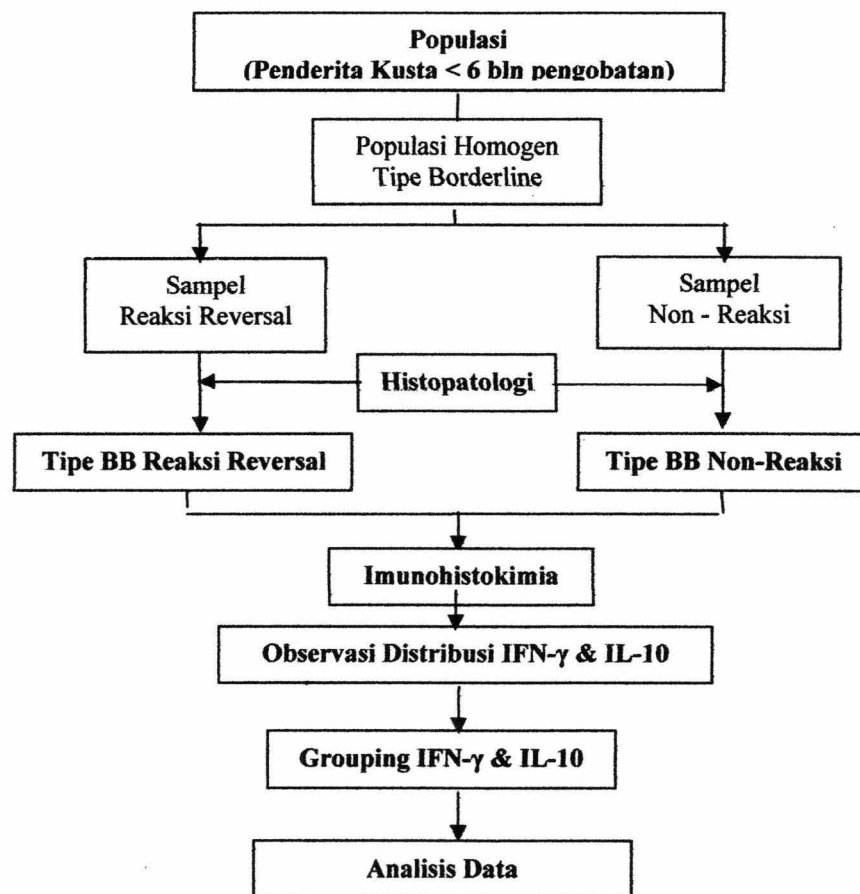 Populasi
(Penderita Kusta < 6 bln pengobatan)
Populasi Homogen
Tipe Borderline
Sampel
Reaksi Reversal
Sampel
Non - Reaksi
Histopatologi
Tipe BB Reaksi Reversal
Tipe BB Non-Reaksi
Imunohistokimia
Observasi Distribusi IFN-γ & IL-10
Grouping IFN-γ & IL-10
Analisis Data